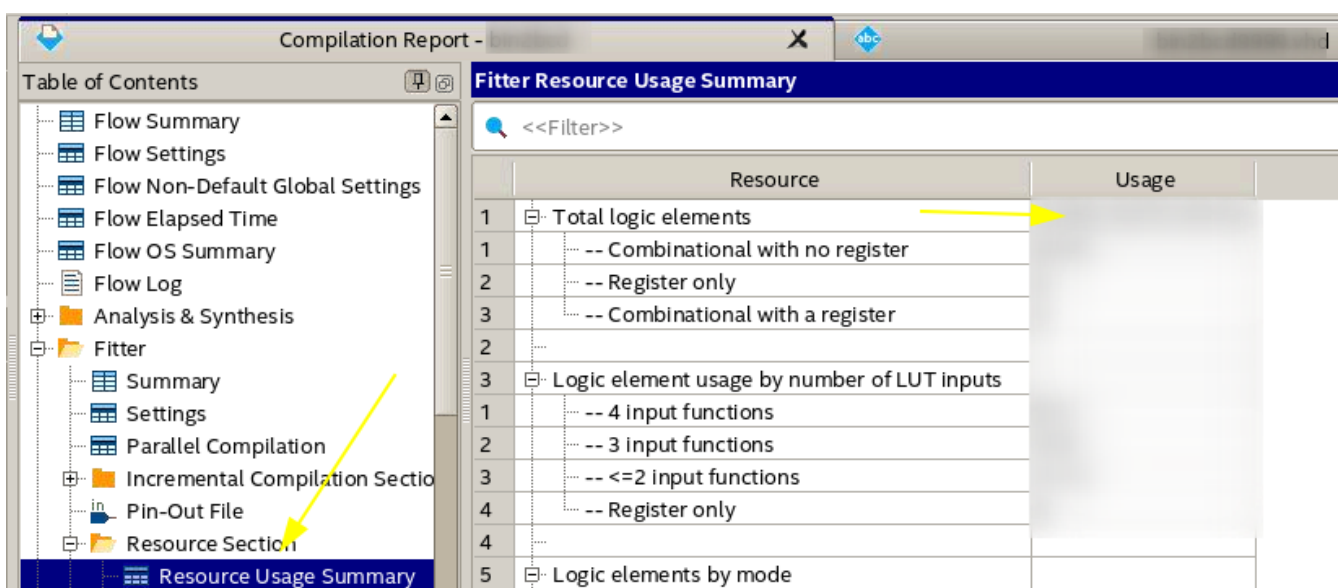 Compilation Report -
abc
Table of Contents
Flow Summary
Flow Settings
Flow Non-Default Global Settings
Flow Elapsed Time
Flow OS Summary
Flow Log
Analysis & Synthesis
Fitter
Summary
Settings
Parallel Compilation
Incremental Compilation Sectio
in
Pin-Out File
Resource Section
Resource Usage Summary
Fitter Resource Usage Summary
<<Filter>>
Resource Usage
1 Total logic elements
1 -- Combinational with no register
2 -- Register only
3 -- Combinational with a register
2
3 Logic element usage by number of LUT inputs
1 -- 4 input functions
2 -- 3 input functions
3 -- <=2 input functions
4 -- Register only
4
5 Logic elements by mode